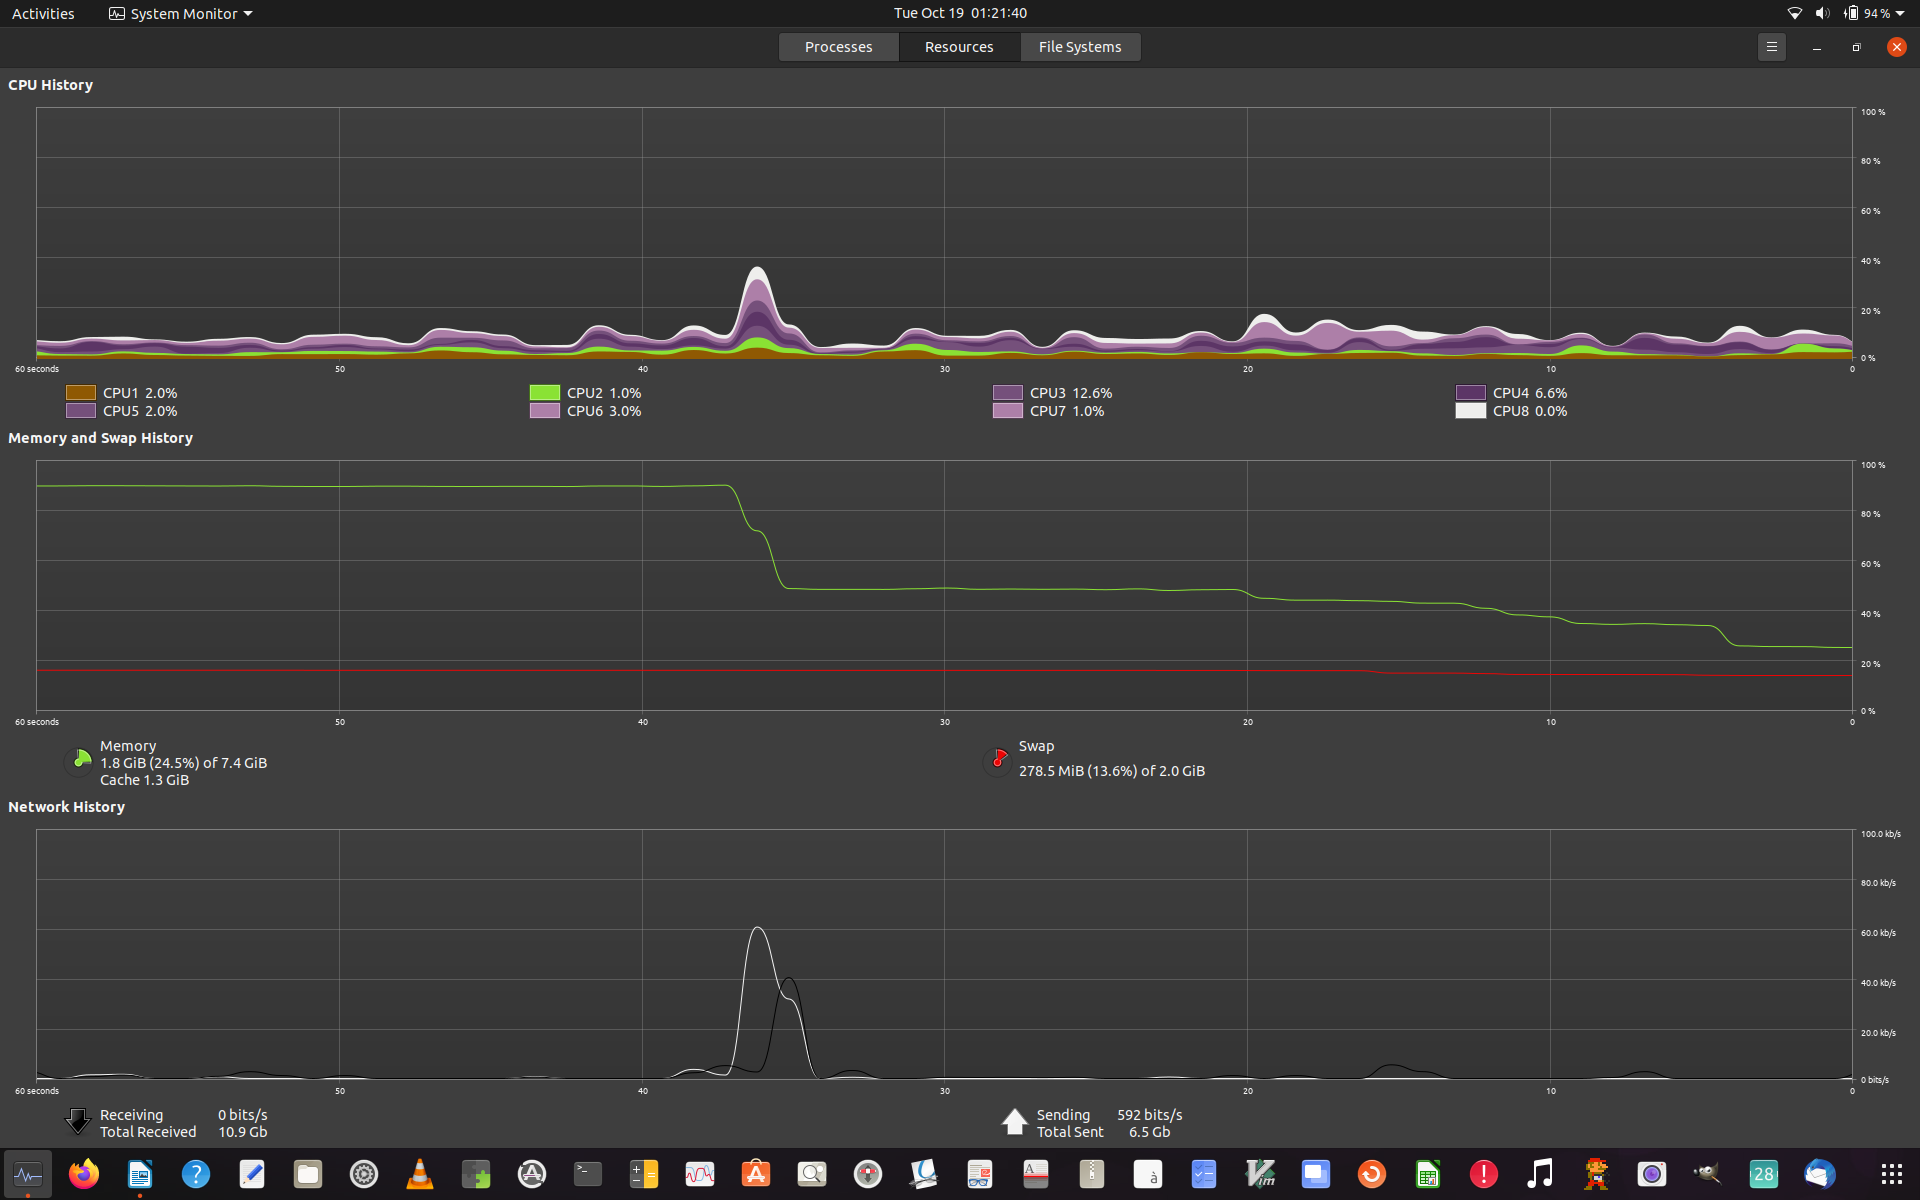 Activities System Monitor Tue Oct 19 01:21:40 94 %
Processes Resources File Systems
CPU History
100 %
80 %
60 %
40 %
20 %
0 %
60 seconds 50 40 30 20 10 0
CPU1 2.0% CPU2 1.0% CPU3 12.6% CPU4 6.6%
CPU5 2.0% CPU6 3.0% CPU7 1.0% CPU8 0.0%
Memory and Swap History
100 %
80 %
60 %
40 %
20 %
0 %
60 seconds 50 40 30 20 10 0
Memory
1.8 GiB (24.5%) of 7.4 GiB
Cache 1.3 GiB
Swap
278.5 MiB (13.6%) of 2.0 GiB
Network History
100.0 kb/s
80.0 kb/s
60.0 kb/s
40.0 kb/s
20.0 kb/s
0 bits/s
60 seconds 50 40 30 20 10 0
Receiving 0 bits/s
Total Received 10.9 Gb
Sending 592 bits/s
Total Sent 6.5 Gb
? >_ A à Vim ! 28